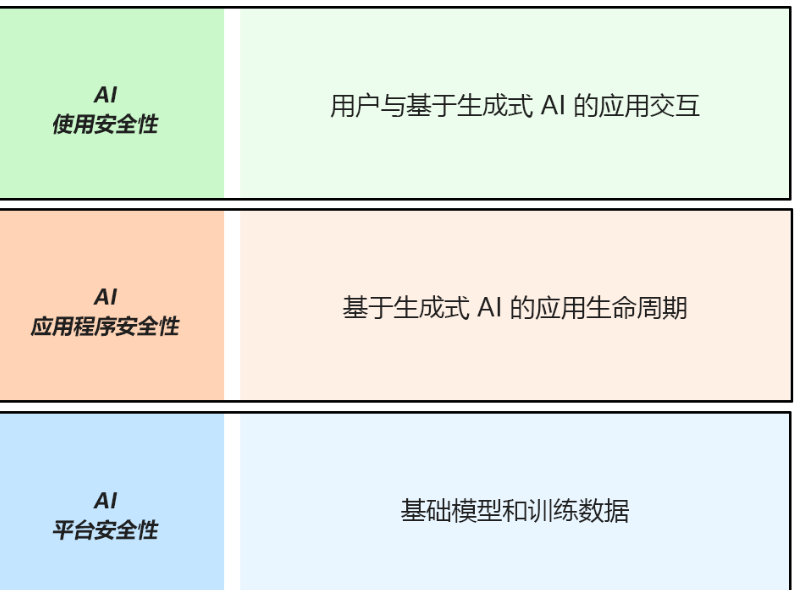 AI
使用安全性
用户与基于生成式 AI 的应用交互
AI
应用程序安全性
基于生成式 AI 的应用生命周期
AI
平台安全性
基础模型和训练数据